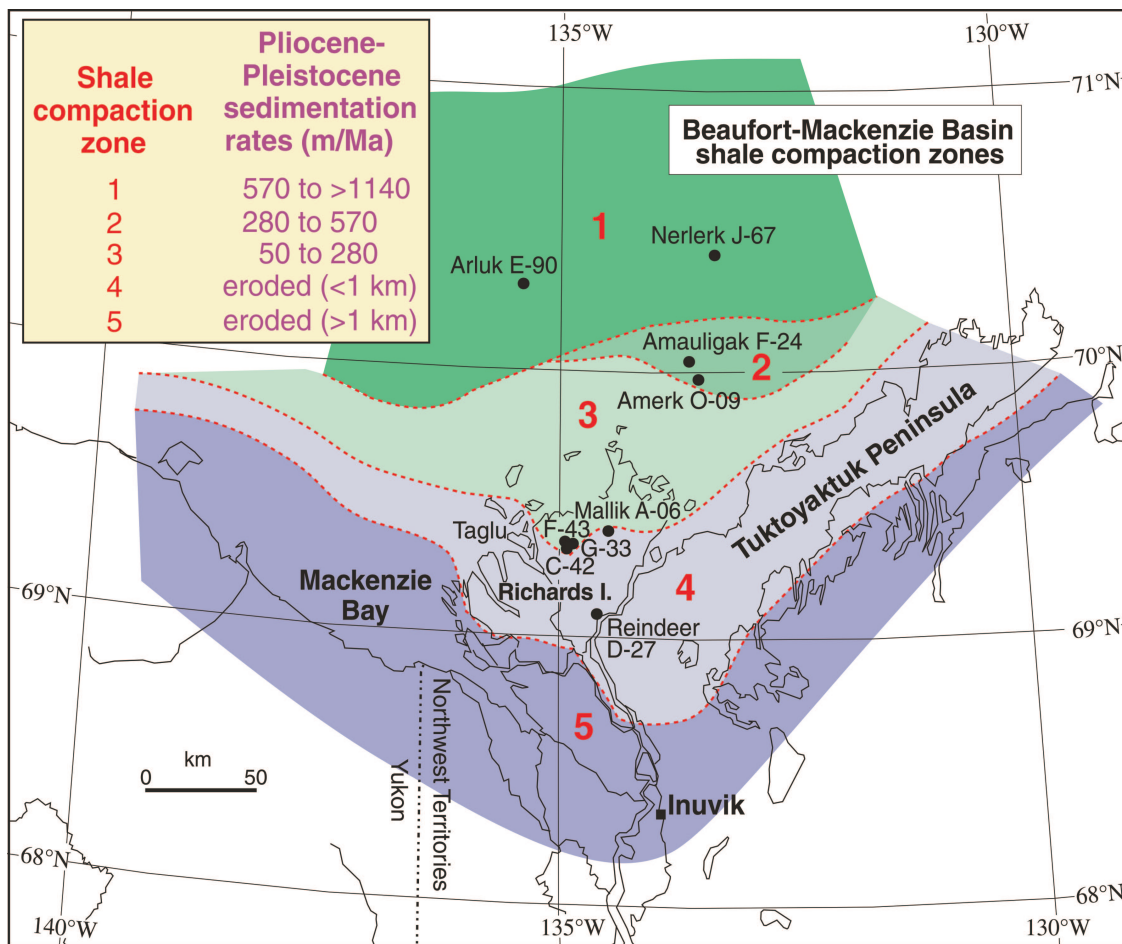 135°W
130°W
71°N
Shale
compaction
zone
Pliocene-
Pleistocene
sedimentation
rates (m/Ma)
1 570 to >1140
2 280 to 570
3 50 to 280
4 eroded (<1 km)
5 eroded (>1 km)
Beaufort-Mackenzie Basin
shale compaction zones
1
Nerlerk J-67
Arluk E-90
Amauligak F-24
70°N
2
Amerk O-09
3
Tuktoyaktuk Peninsula
Mallik A-06
Taglu
F-43
G-33
C-42
Mackenzie
Bay
Richards I.
4
69°N
Reindeer
D-27
69°N
5
km
0 50
Northwest Territories
Yukon
Inuvik
68°N
68°N
140°W
135°W
130°W